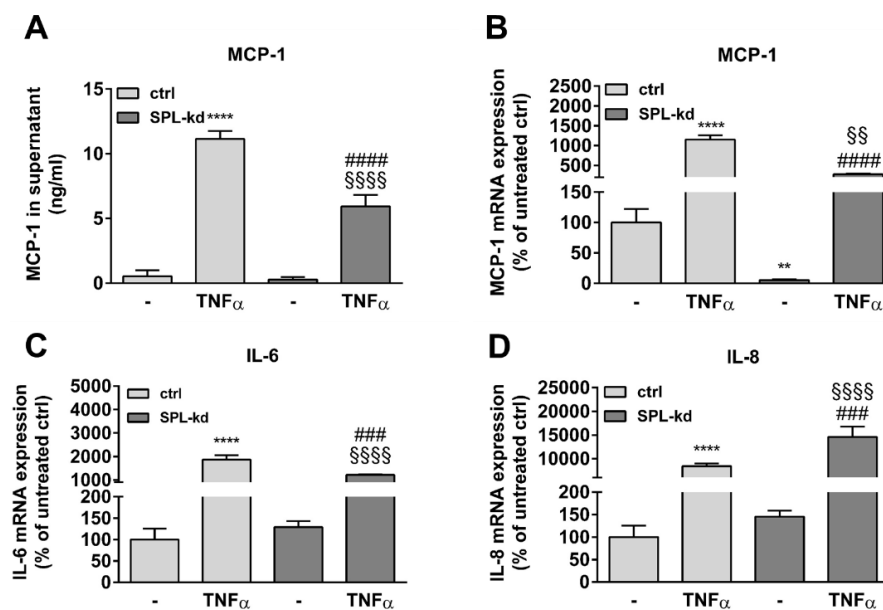 A
MCP-1
MCP-1 in supernatant
(ng/ml)
15
10
5
0
ctrl
SPL-kd
****
####
§§§§
- TNFα - TNFα
B
MCP-1
MCP-1 mRNA expression
(% of untreated ctrl)
2500
2000
1500
1000
500
150
100
50
0
ctrl
SPL-kd
****
**
§§
####
- TNFα - TNFα
C
IL-6
IL-6 mRNA expression
(% of untreated ctrl)
5000
4000
3000
2000
1000
200
150
100
50
0
ctrl
SPL-kd
****
###
§§§§
- TNFα - TNFα
D
IL-8
IL-8 mRNA expression
(% of untreated ctrl)
25000
20000
15000
10000
200
150
100
50
0
ctrl
SPL-kd
****
§§§§
###
- TNFα - TNFα